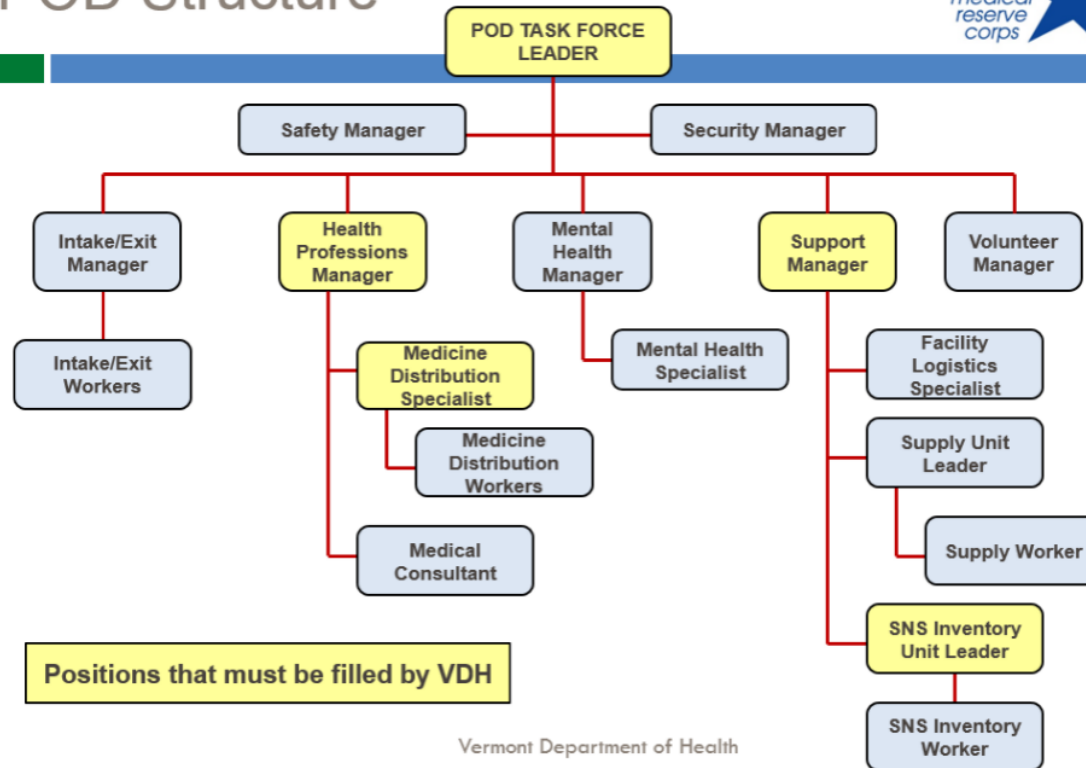 POD Structure
medical
reserve
corps
POD TASK FORCE
LEADER
Safety Manager
Security Manager
Intake/Exit
Manager
Health
Professions
Manager
Mental
Health
Manager
Support
Manager
Volunteer
Manager
Intake/Exit
Workers
Medicine
Distribution
Specialist
Mental Health
Specialist
Facility
Logistics
Specialist
Medicine
Distribution
Workers
Supply Unit
Leader
Medical
Consultant
Supply Worker
SNS Inventory
Unit Leader
Positions that must be filled by VDH
SNS Inventory
Worker
Vermont Department of Health